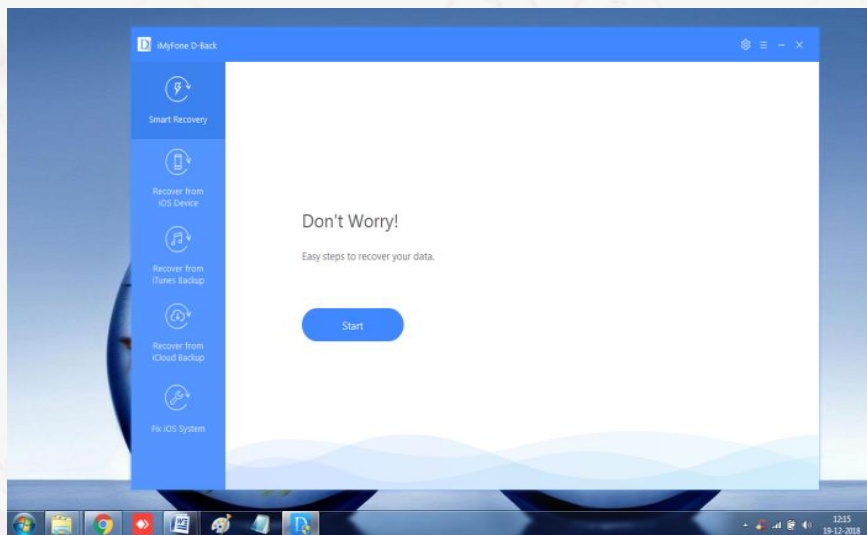 iMyFone D-Back
Smart Recovery
Recover from
iOS Device
Recover from
iTunes Backup
Recover from
iCloud Backup
Fix iOS System
Don't Worry!
Easy steps to recover your data.
Start
12:15
19-12-2018